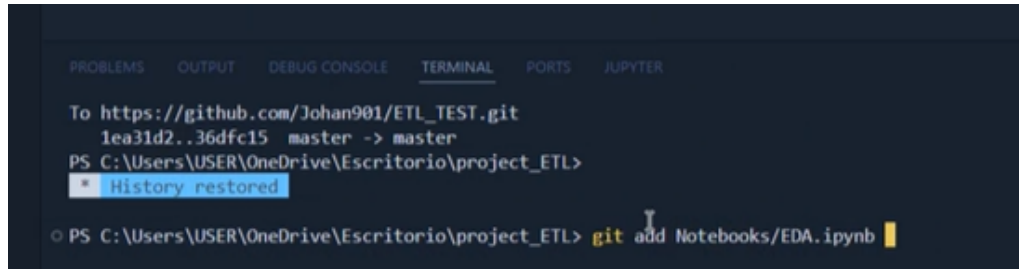 PROBLEMS OUTPUT DEBUG CONSOLE TERMINAL PORTS JUPYTER
To https://github.com/Johan901/ETL_TEST.git
1ea31d2..36dfc15 master -> master
PS C:\Users\USER\OneDrive\Escritorio\project_ETL>
* History restored
PS C:\Users\USER\OneDrive\Escritorio\project_ETL> git add Notebooks/EDA.ipynb